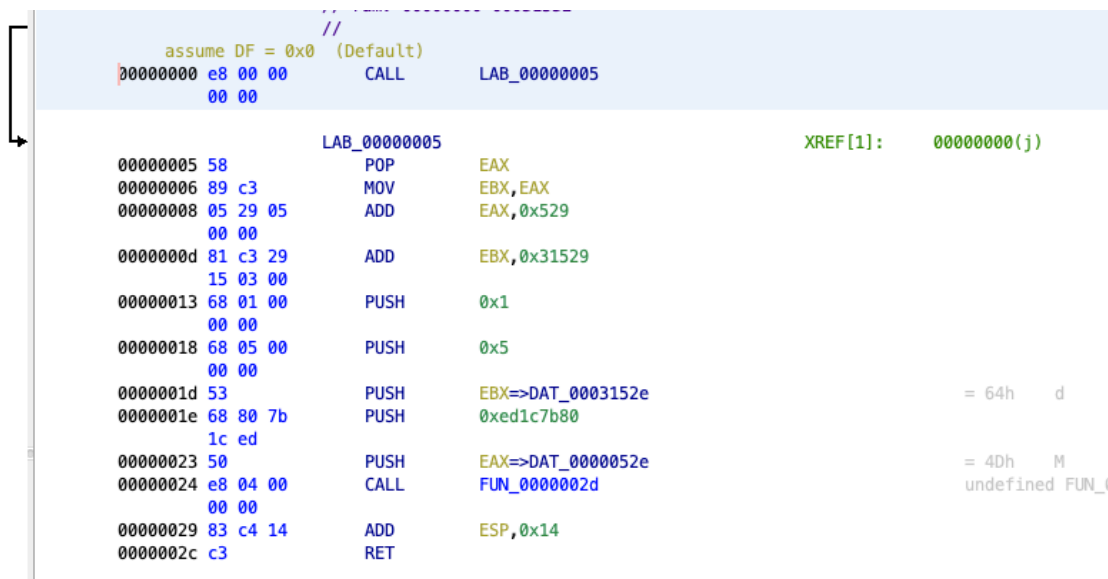 //
assume DF = 0x0 (Default)
00000000 e8 00 00 CALL LAB_00000005
00 00
LAB_00000005 XREF[1]: 00000000(j)
00000005 58 POP EAX
00000006 89 c3 MOV EBX,EAX
00000008 05 29 05 ADD EAX,0x529
00 00
0000000d 81 c3 29 ADD EBX,0x31529
15 03 00
00000013 68 01 00 PUSH 0x1
00 00
00000018 68 05 00 PUSH 0x5
00 00
0000001d 53 PUSH EBX=>DAT_0003152e = 64h d
0000001e 68 80 7b PUSH 0xed1c7b80
1c ed
00000023 50 PUSH EAX=>DAT_0000052e = 4Dh M
00000024 e8 04 00 CALL FUN_0000002d undefined FUN_
00 00
00000029 83 c4 14 ADD ESP,0x14
0000002c c3 RET